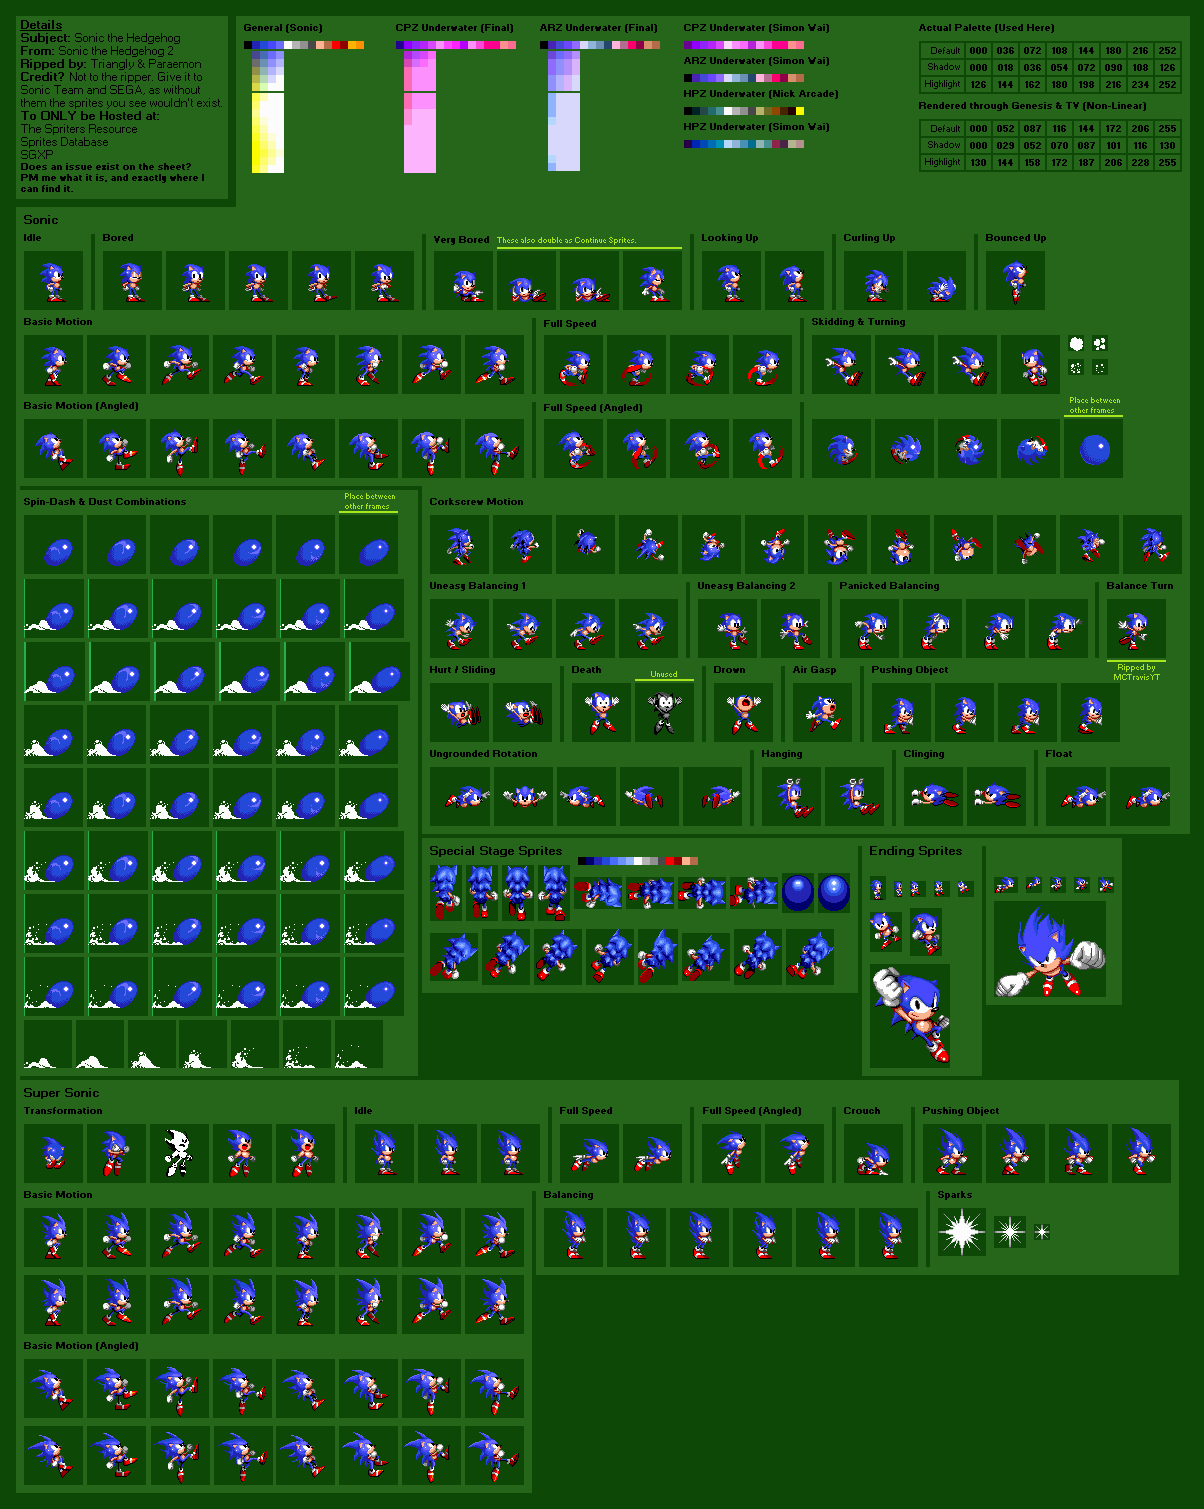 Details
Subject: Sonic the Hedgehog
From: Sonic the Hedgehog 2
Ripped by: Triangly & Paraemon
Credit? Not to the ripper. Give it to
Sonic Team and SEGA, as without
them the sprites you see wouldn't exist.
To ONLY be Hosted at:
The Spriters Resource
Sprites Database
SGXP
Does an issue exist on the sheet?
PM me what it is, and exactly where I
can find it.
General (Sonic)
CPZ Underwater (Final)
ARZ Underwater (Final)
CPZ Underwater (Simon Wai)
ARZ Underwater (Simon Wai)
HPZ Underwater (Nick Arcade)
HPZ Underwater (Simon Wai)
Actual Palette (Used Here)
Default 000 036 072 108 144 180 216 252
Shadow 000 018 036 054 072 090 108 126
Highlight 126 144 162 180 198 216 234 252
Rendered through Genesis & TV (Non-Linear)
Default 000 052 087 116 144 172 206 255
Shadow 000 029 052 070 087 101 116 130
Highlight 130 144 158 172 187 206 228 255
Sonic
Idle
Bored
Very Bored
These also double as Continue Sprites.
Looking Up
Curling Up
Bounced Up
Basic Motion
Full Speed
Skidding & Turning
Basic Motion (Angled)
Full Speed (Angled)
Place between
other frames
Spin-Dash & Dust Combinations
Place between
other frames
Corkscrew Motion
Uneasy Balancing 1
Uneasy Balancing 2
Panicked Balancing
Balance Turn
Ripped by
MCTravisYT
Hurt / Sliding
Death
Unused
Drown
Air Gasp
Pushing Object
Ungrounded Rotation
Hanging
Clinging
Float
Special Stage Sprites
Ending Sprites
Super Sonic
Transformation
Idle
Full Speed
Full Speed (Angled)
Crouch
Pushing Object
Basic Motion
Balancing
Sparks
Basic Motion (Angled)